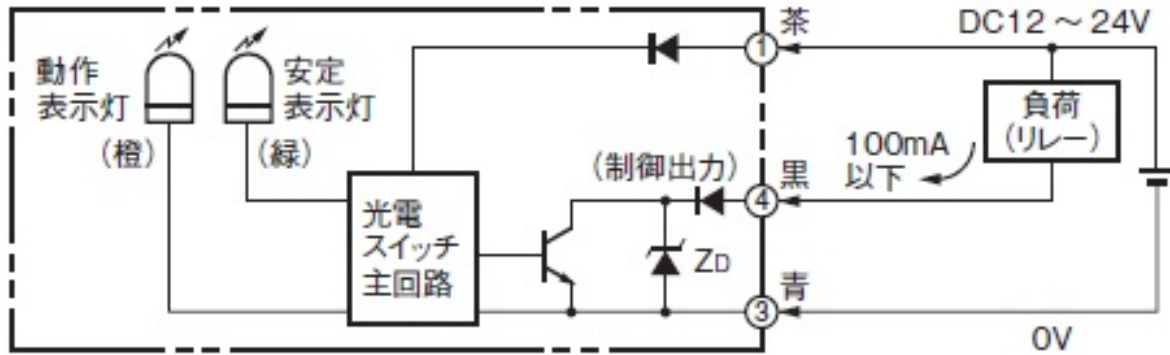 動作
表示灯
(橙)
安定
表示灯
(緑)
光電
スイッチ
主回路
(制御出力)
ZD
① 茶
④ 黒
③ 青
DC12 ～ 24V
負荷
(リレー)
100mA
以下
0V